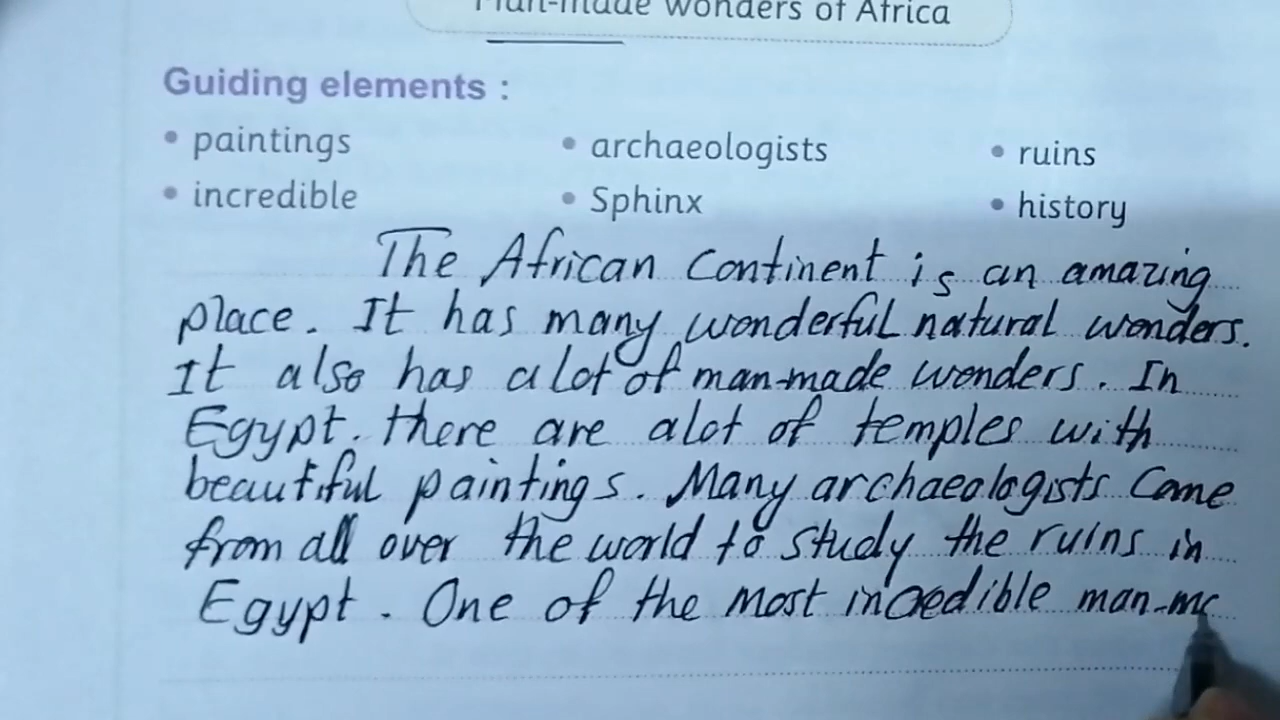 Man-made wonders of Africa
Guiding elements :
• paintings • archaeologists • ruins
• incredible • Sphinx • history
The African Continent is an amazing
place. It has many wonderful natural wonders.
It also has alot of man-made wonders. In
Egypt. there are alot of temples with
beautiful paintings. Many archaeologists Come
from all over the world to study the ruins in
Egypt. One of the most incredible man-m